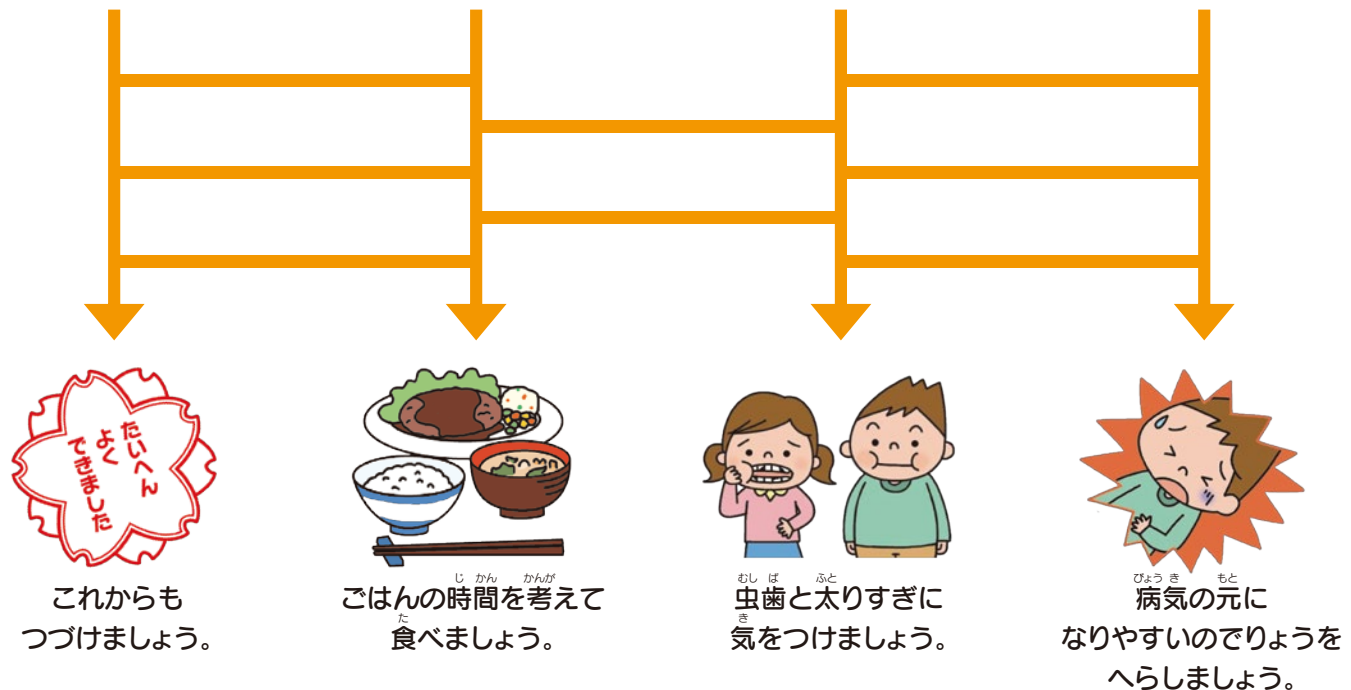 たいへん
よく
できました
これからも
つづけましょう。
ごはんの時間を考えて
食べましょう。
虫歯と太りすぎに
気をつけましょう。
病気の元に
なりやすいのでりょうを
へらしましょう。